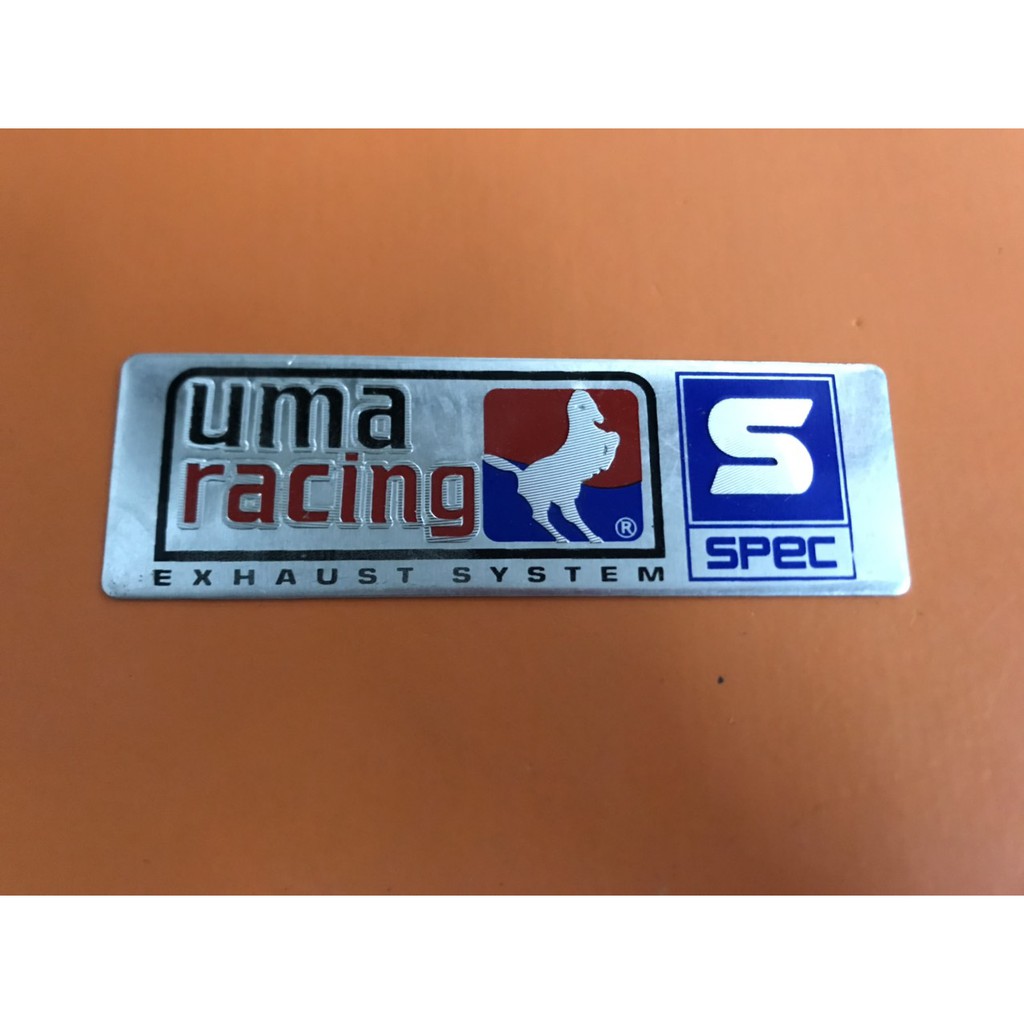 uma
racing
®
EXHAUST SYSTEM
S
SPEC